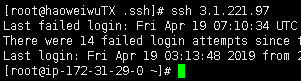 [root@haoweiwuTX .ssh]# ssh 3.1.221.97
Last failed login: Fri Apr 19 07:10:34 UTC
There were 14 failed login attempts since
Last login: Fri Apr 19 03:13:48 2019 from
[root@ip-172-31-29-0 ~]#